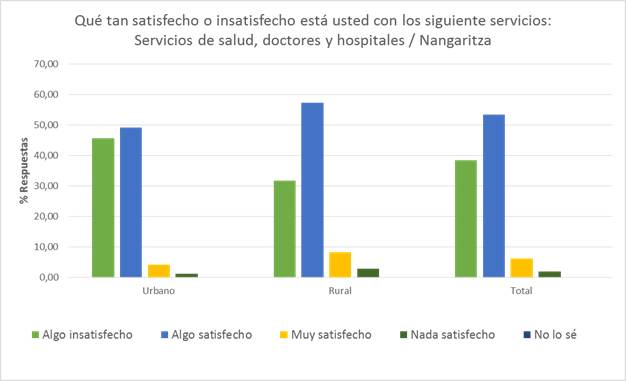 Qué tan satisfecho o insatisfecho está usted con los siguiente servicios:
Servicios de salud, doctores y hospitales / Nangaritza
70,00
60,00
50,00
40,00
30,00
20,00
10,00
0,00
% Respuestas
Urbano Rural Total
Algo insatisfecho Algo satisfecho Muy satisfecho Nada satisfecho No lo sé